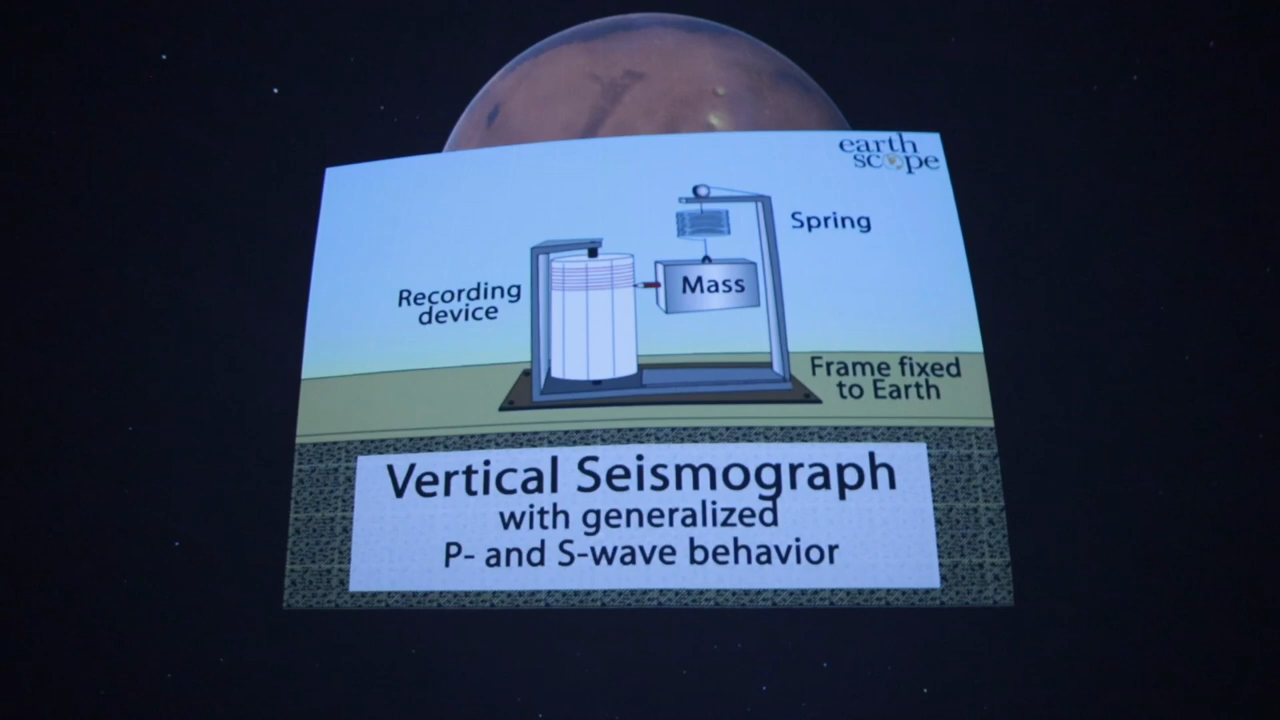 earth
scope
Spring
Mass
Recording
device
Frame fixed
to Earth
Vertical Seismograph
with generalized
P- and S-wave behavior